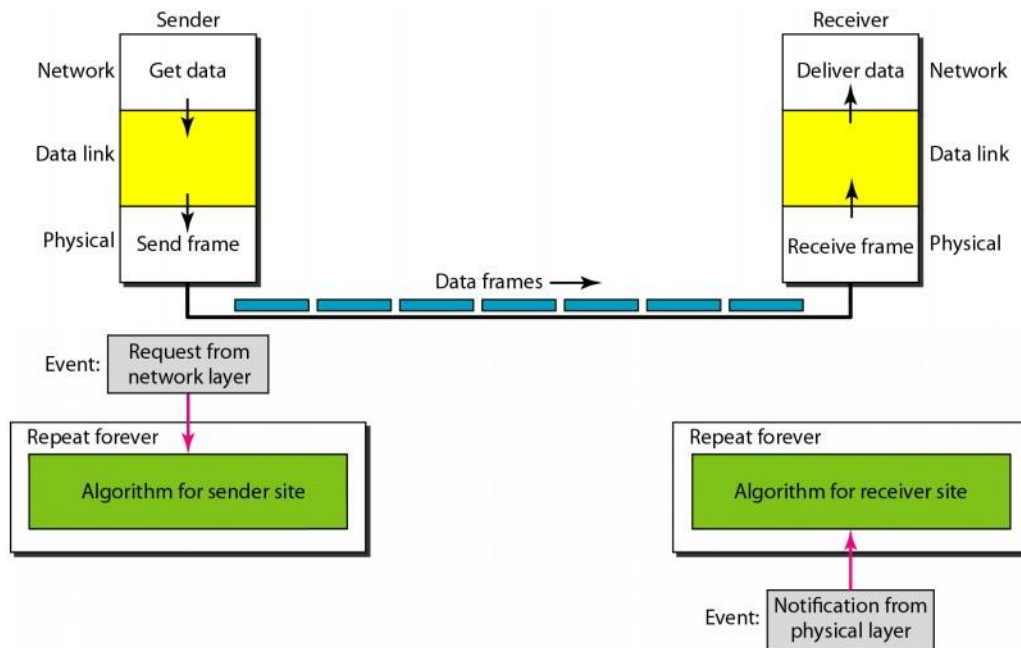 Sender
Receiver
Network
Get data
Deliver data
Network
Data link
Data link
Physical
Send frame
Receive frame
Physical
Data frames
Event:
Request from
network layer
Repeat forever
Algorithm for sender site
Repeat forever
Algorithm for receiver site
Event:
Notification from
physical layer